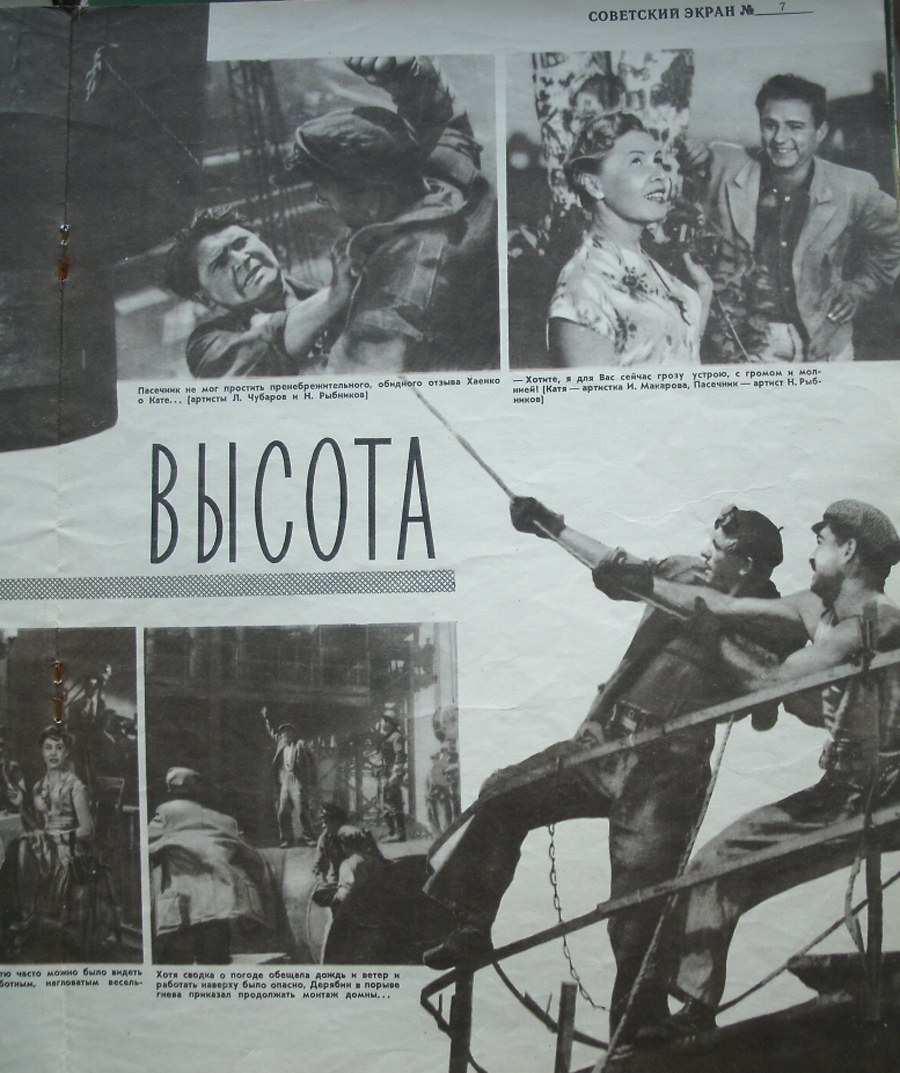 СОВЕТСКИЙ ЭКРАН № 7
Пасечник не мог простить пренебрежительного, обидного отзыва Хаенко
о Кате... (артисты Л. Чубаров и Н. Рыбников)
— Хотите, я для Вас сейчас грозу устрою, с громом и мол-
нией! (Катя — артистка И. Макарова, Пасечник — артист Н. Рыб-
ников)
ВЫСОТА
тю часто можно было видеть
ботным, нагловатым весель-
Хотя сводка о погоде обещала дождь и ветер и
работать наверху было опасно, Дерябин в порыве
гнева приказал продолжать монтаж домны...